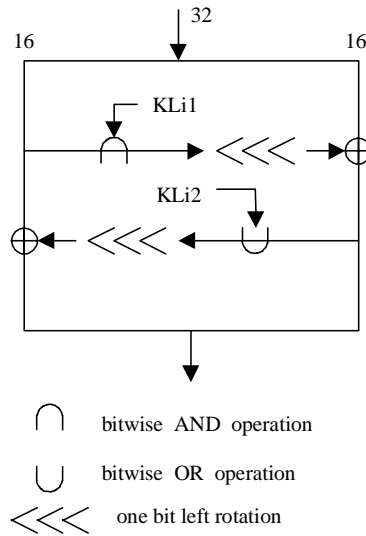 32
16 16
KLi1
KLi2
bitwise AND operation
bitwise OR operation
one bit left rotation